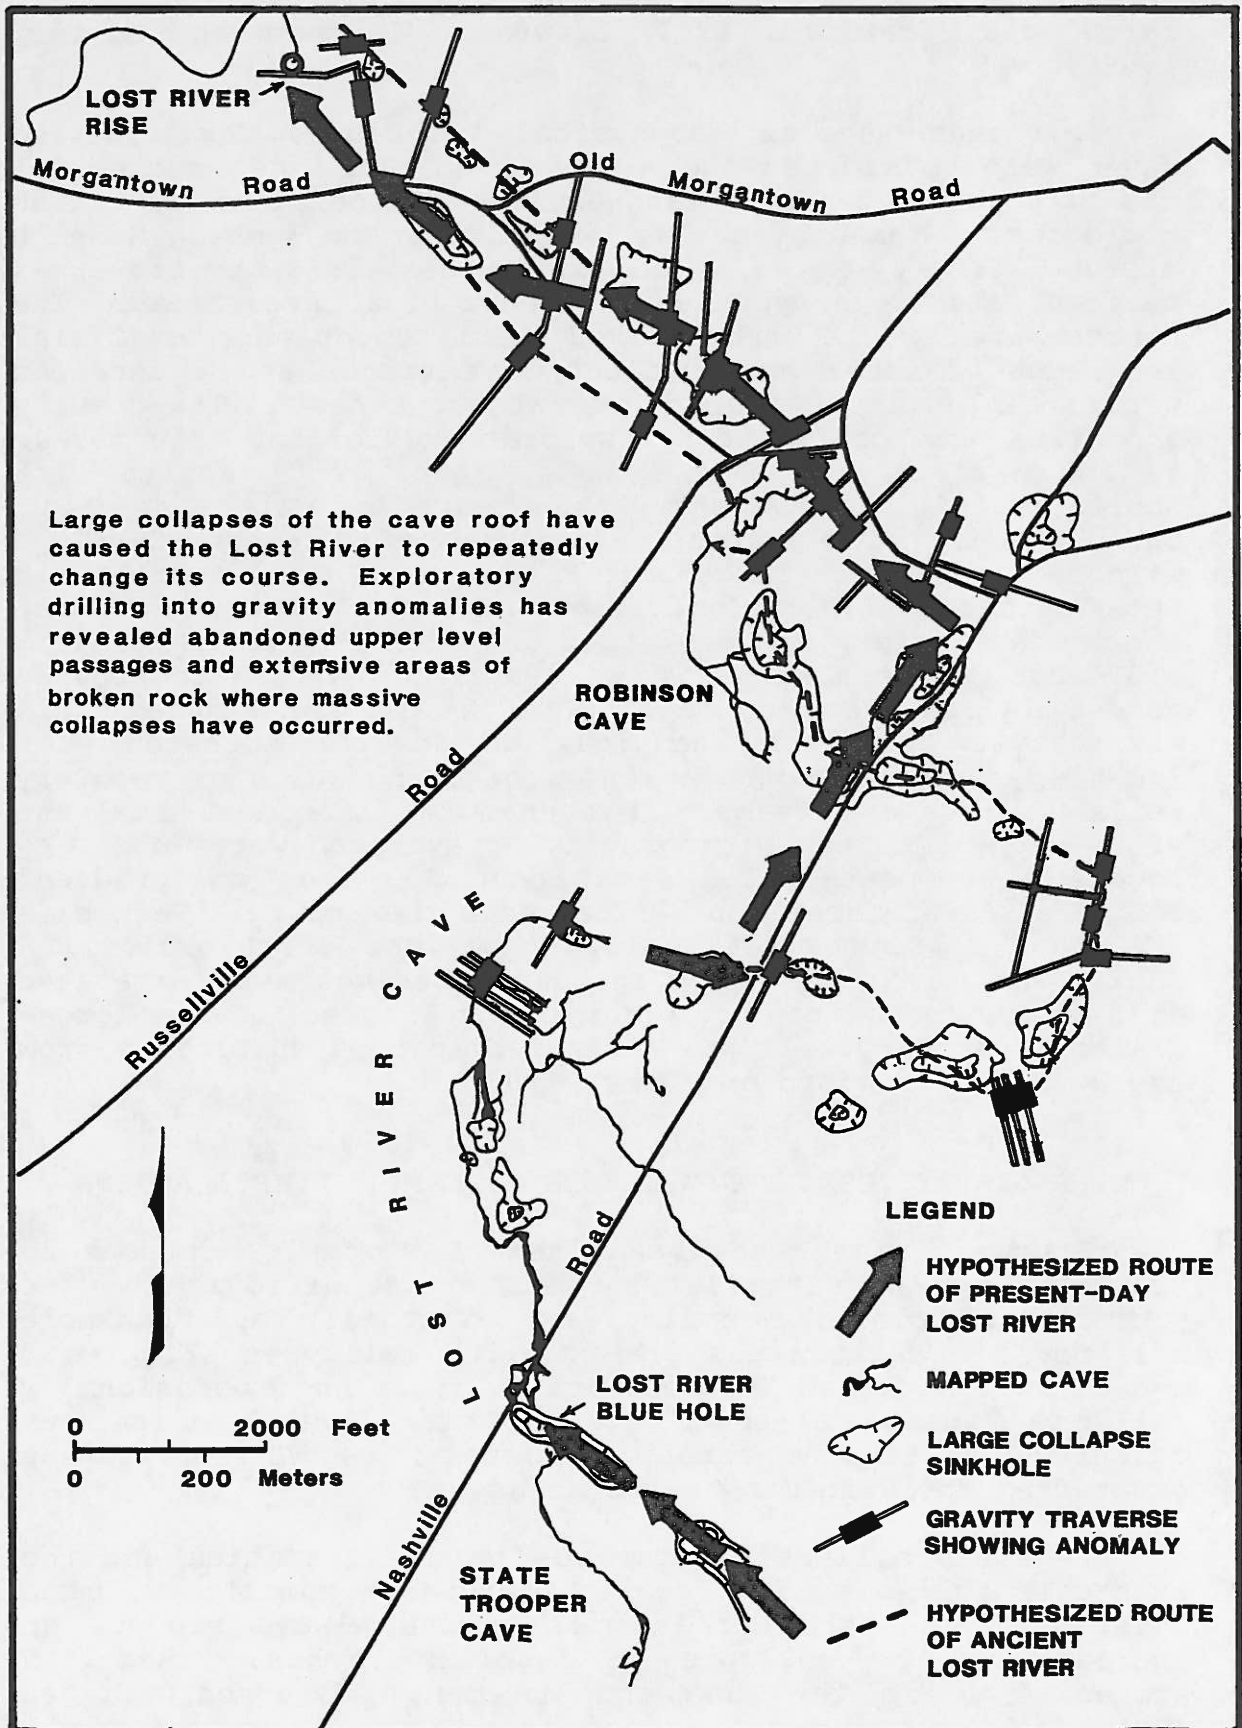 LOST RIVER
RISE
Morgantown Road
Old
Morgantown Road
Large collapses of the cave roof have
caused the Lost River to repeatedly
change its course. Exploratory
drilling into gravity anomalies has
revealed abandoned upper level
passages and extensive areas of
broken rock where massive
collapses have occurred.
ROBINSON
CAVE
Russellville Road
LOST RIVER CAVE
Nashville Road
LOST RIVER
BLUE HOLE
STATE
TROOPER
CAVE
0 2000 Feet
0 200 Meters
LEGEND
HYPOTHESIZED ROUTE
OF PRESENT-DAY
LOST RIVER
MAPPED CAVE
LARGE COLLAPSE
SINKHOLE
GRAVITY TRAVERSE
SHOWING ANOMALY
HYPOTHESIZED ROUTE
OF ANCIENT
LOST RIVER